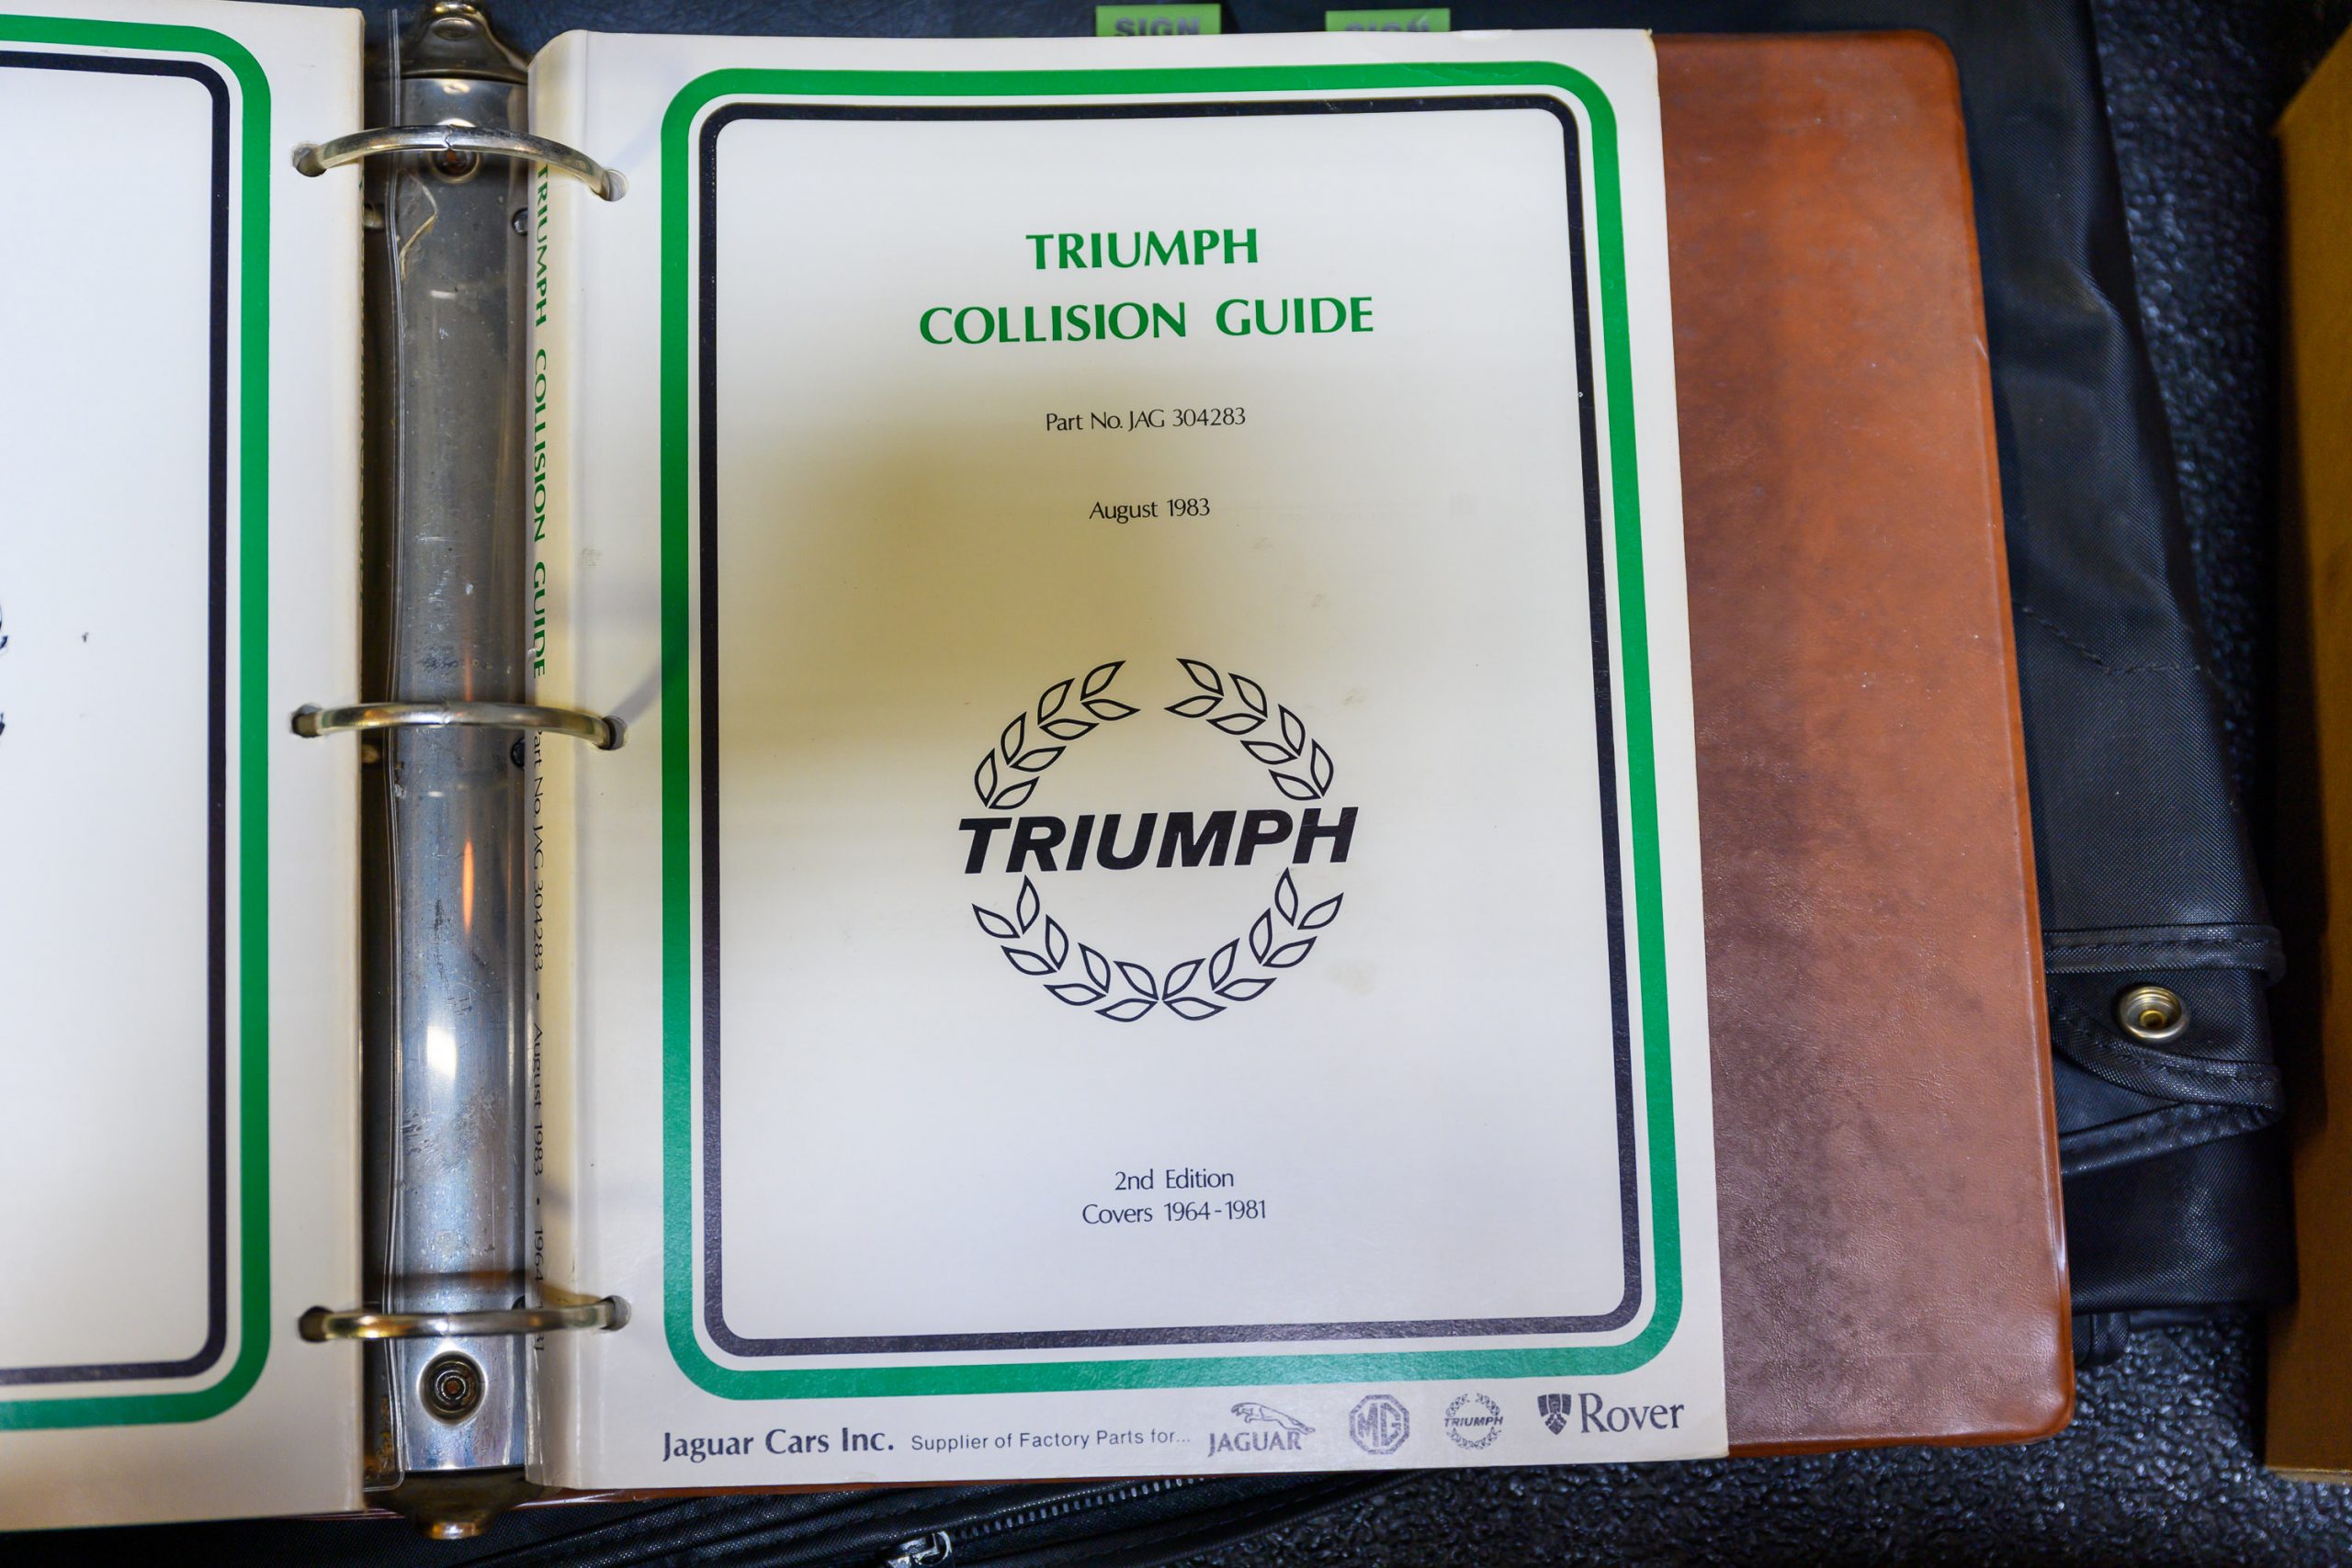 SIGN
TRIUMPH
COLLISION GUIDE
Part No. JAG 304283
August 1983
TRIUMPH
2nd Edition
Covers 1964-1981
Jaguar Cars Inc. Supplier of Factory Parts for... JAGUAR MG TRIUMPH Rover
TRIUMPH COLLISION GUIDE Part No. JAG 304283 • August 1983 • 1964